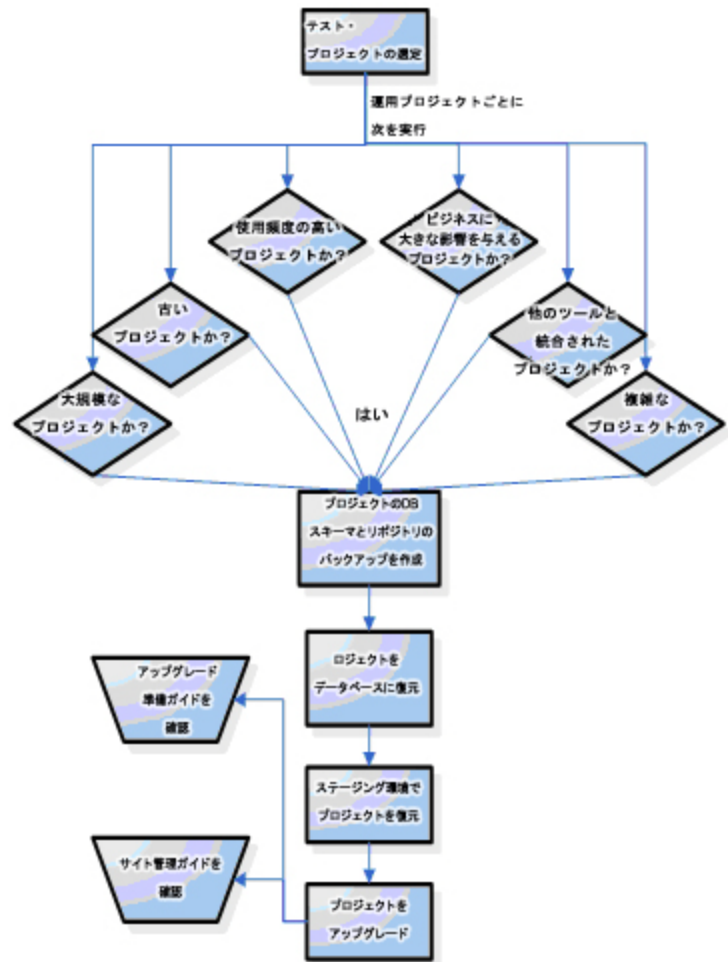 テスト・
プロジェクトの選定
運用プロジェクトごとに
次を実行
使用頻度の高い
プロジェクトか?
ビジネスに
大きな影響を与える
プロジェクトか?
古い
プロジェクトか?
他のツールと
統合された
プロジェクトか?
大規模な
プロジェクトか?
はい
複雑な
プロジェクトか?
プロジェクトのDB
スキーマとリポジトリの
バックアップを作成
ロジェクトを
データベースに復元
アップグレード
準備ガイドを
確認
ステージング環境で
プロジェクトを復元
サイト管理ガイドを
確認
プロジェクトを
アップグレード